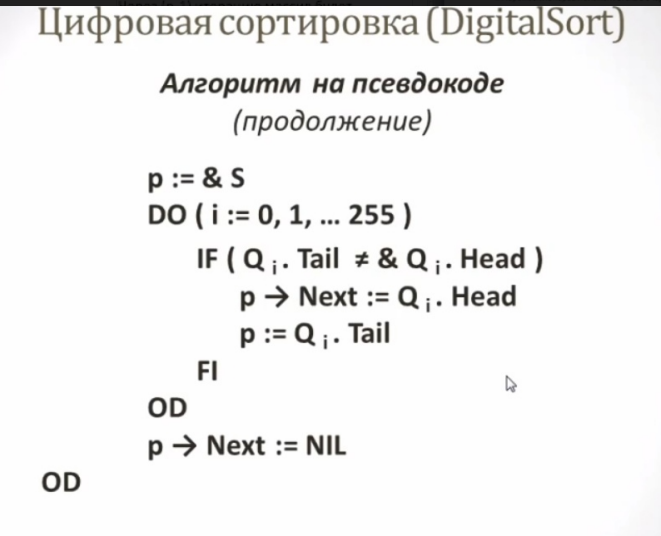 Цифровая сортировка (DigitalSort)
Алгоритм на псевдокоде
(продолжение)
p := & S
DO ( i := 0, 1, ... 255 )
IF ( Q i . Tail ≠ & Q i . Head )
p → Next := Q i . Head
p := Q i . Tail
FI
OD
p → Next := NIL
OD